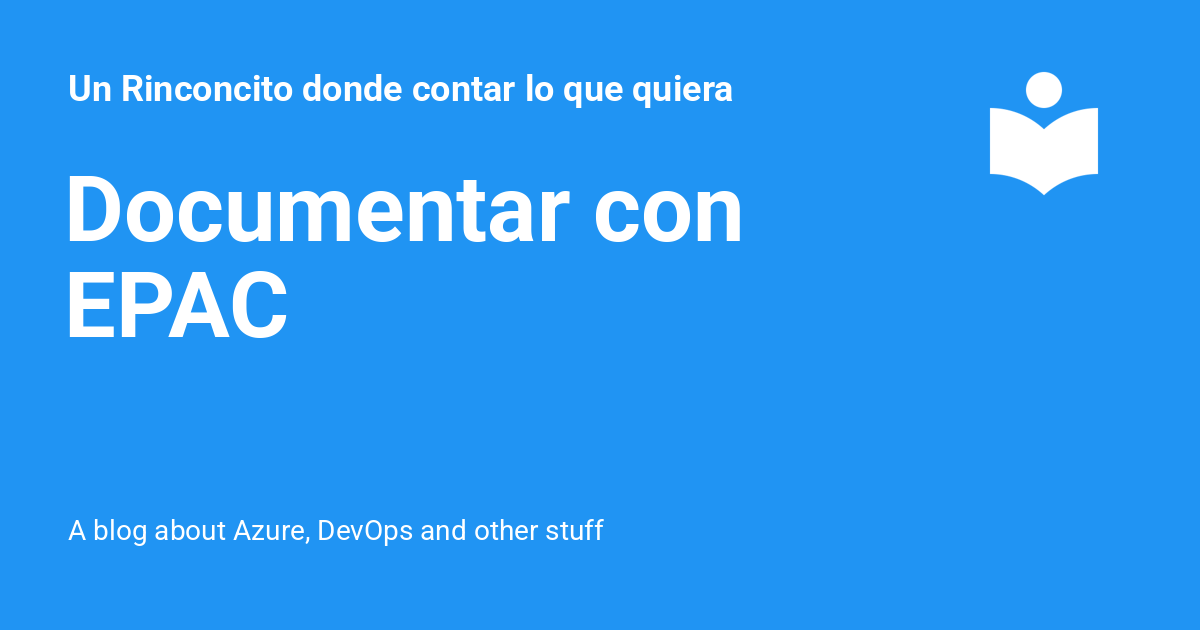 Un Rinconcito donde contar lo que quiera
Documentar con
EPAC
A blog about Azure, DevOps and other stuff